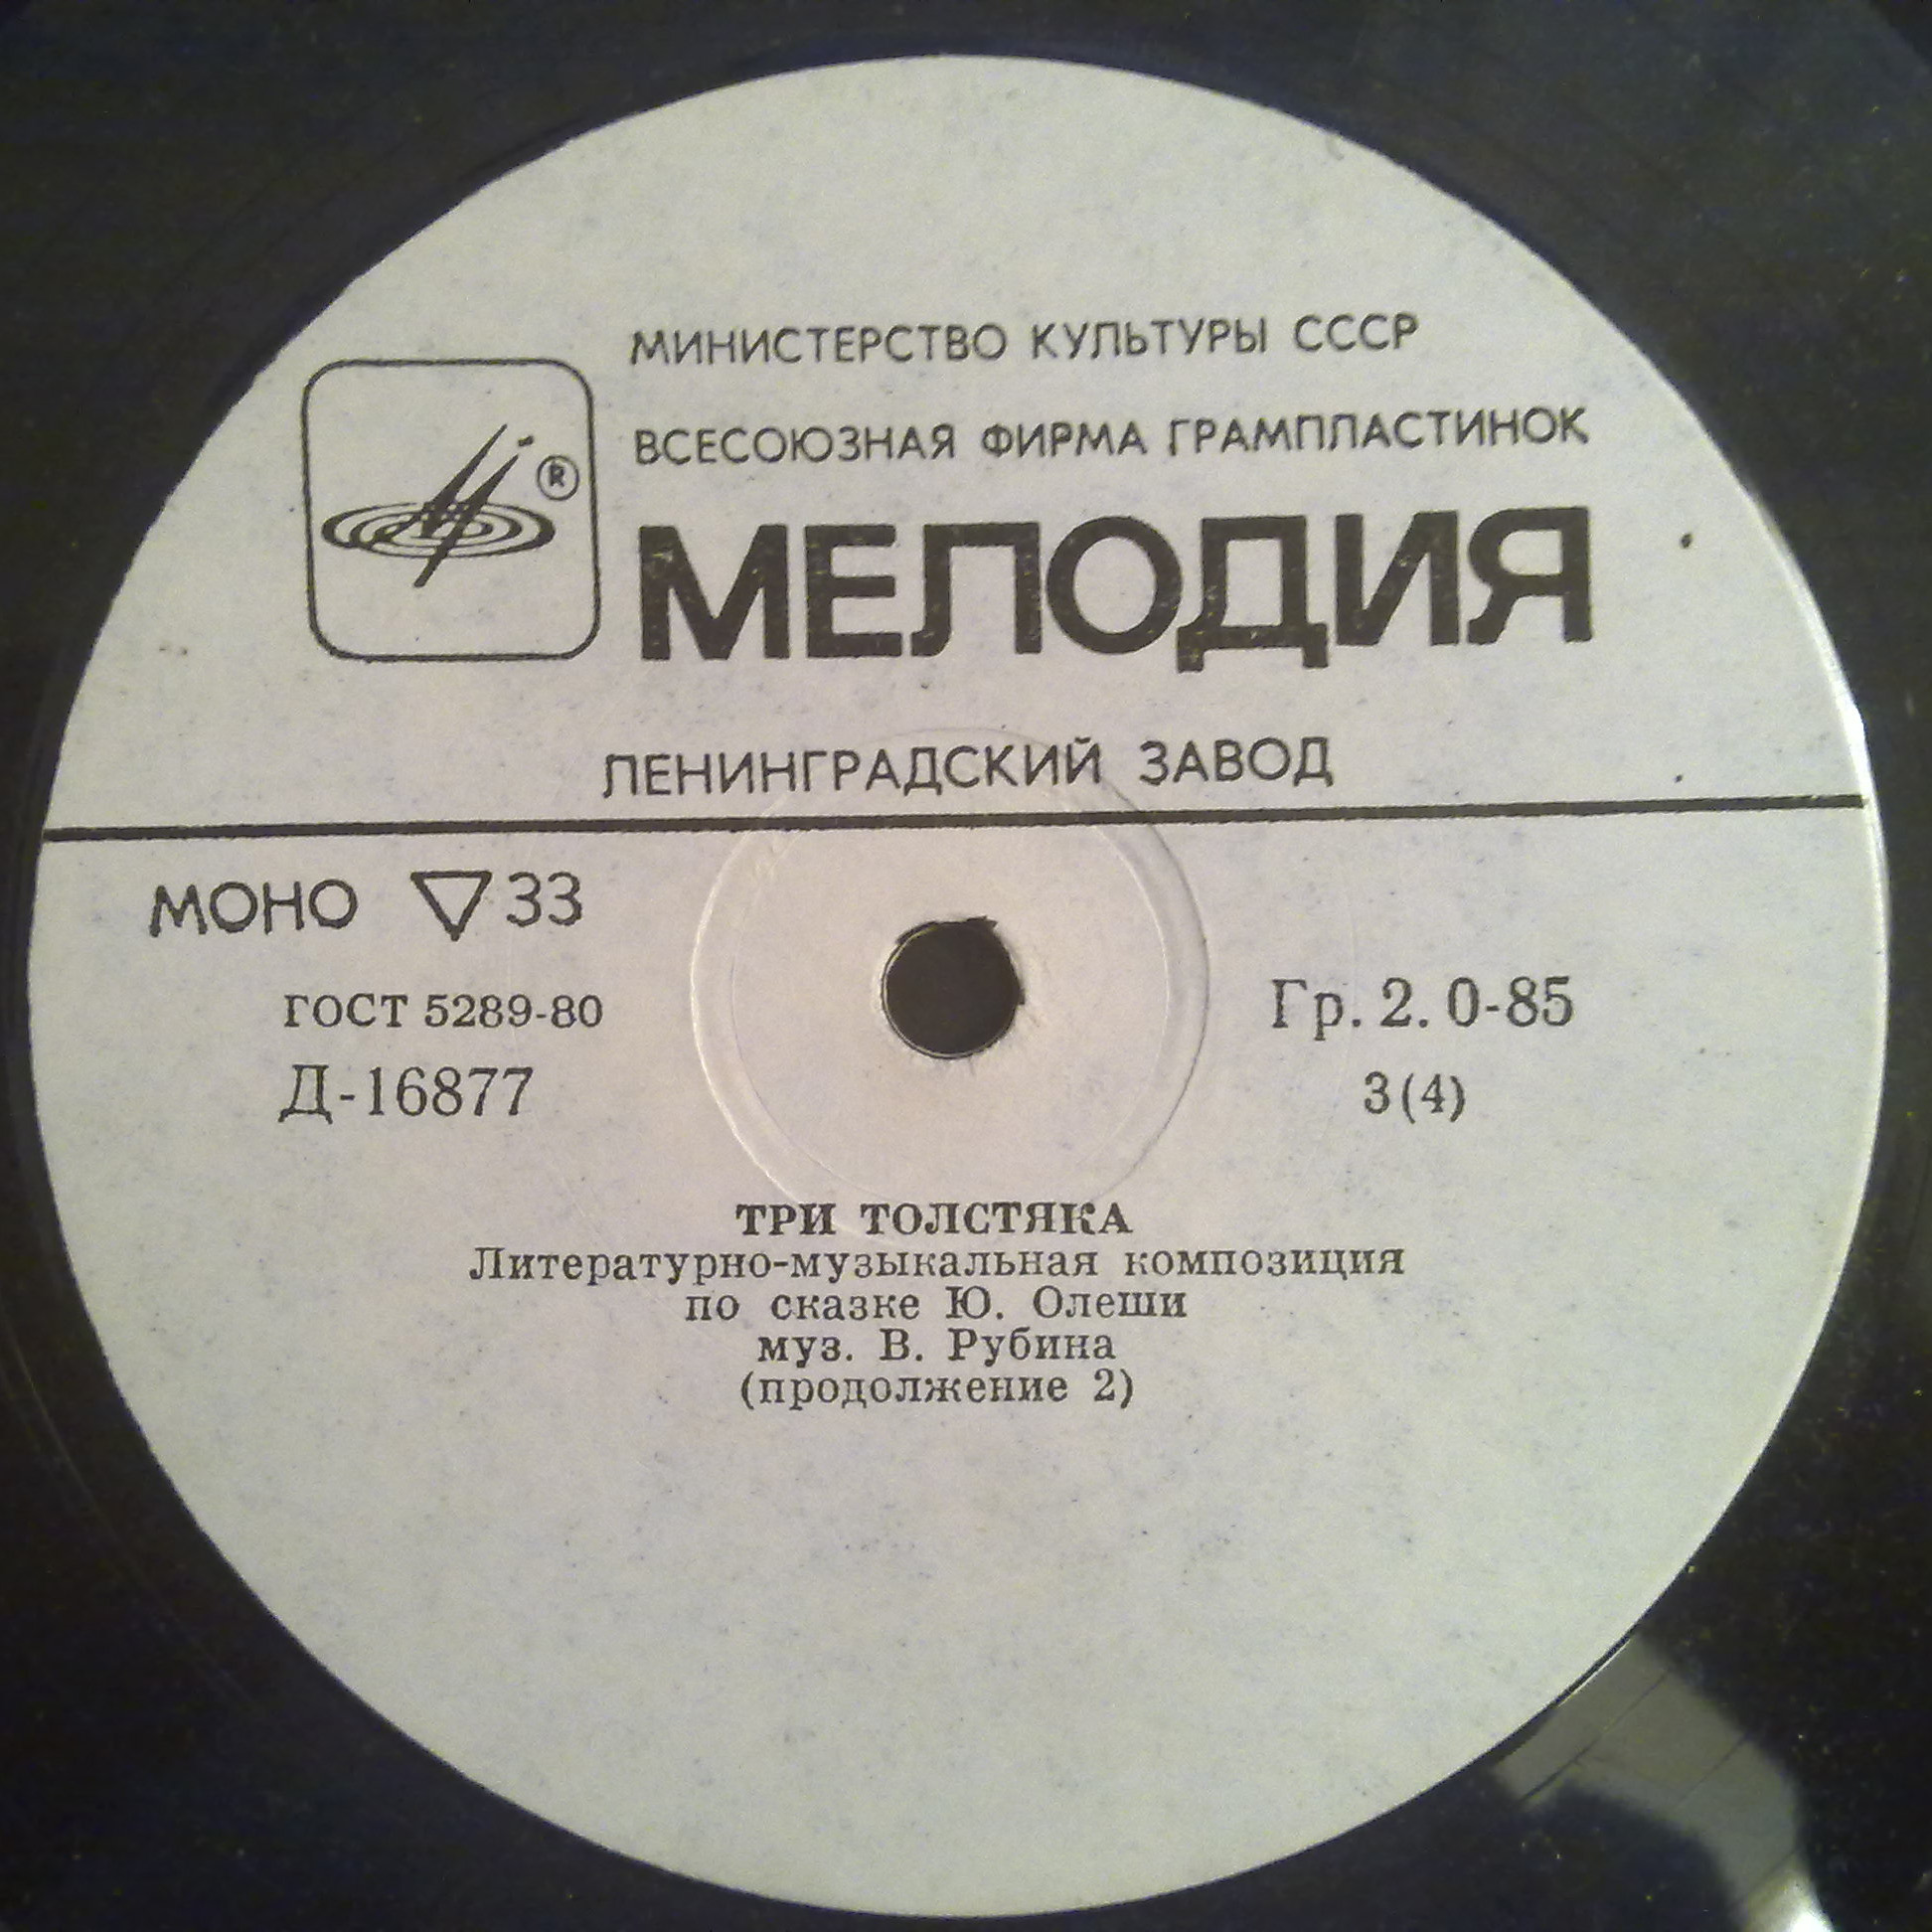 МИНИСТЕРСТВО КУЛЬТУРЫ СССР
ВСЕСОЮЗНАЯ ФИРМА ГРАМПЛАСТИНОК
®
МЕЛОДИЯ
ЛЕНИНГРАДСКИЙ ЗАВОД
МОНО ▽33
ГОСТ 5289-80
Гр. 2. 0-85
Д-16877
3(4)
ТРИ ТОЛСТЯКА
Литературно-музыкальная композиция
по сказке Ю. Олеши
муз. В. Рубина
(продолжение 2)